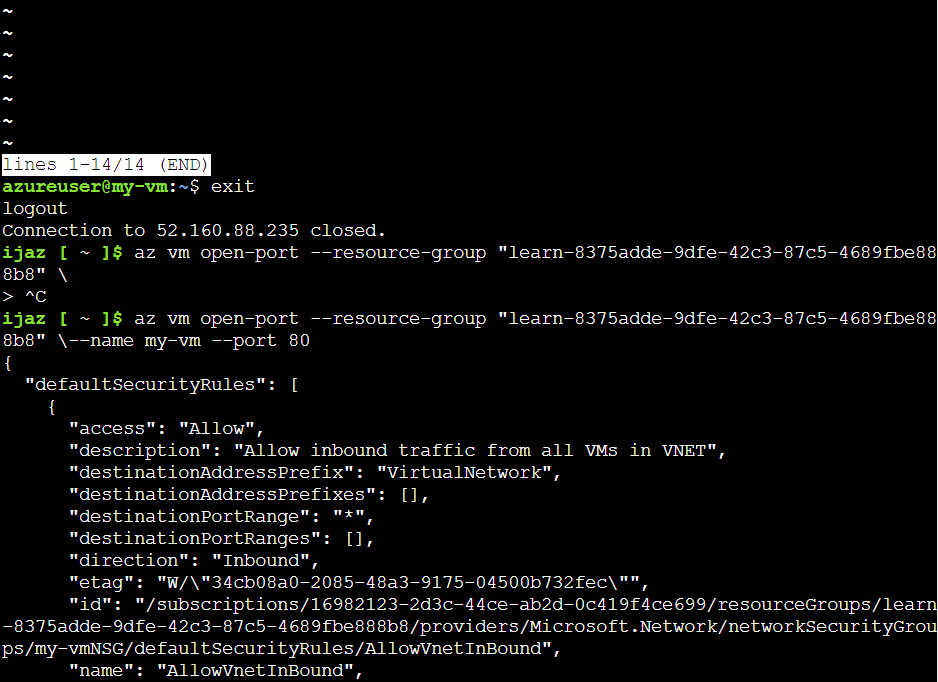 ~
~
~
~
~
~
~
lines 1-14/14 (END)
azureuser@my-vm:~$ exit
logout
Connection to 52.160.88.235 closed.
ijaz [ ~ ]$ az vm open-port --resource-group "learn-8375adde-9dfe-42c3-87c5-4689fbe88
8b8" \
> ^C
ijaz [ ~ ]$ az vm open-port --resource-group "learn-8375adde-9dfe-42c3-87c5-4689fbe88
8b8" \--name my-vm --port 80
{
  "defaultSecurityRules": [
    {
      "access": "Allow",
      "description": "Allow inbound traffic from all VMs in VNET",
      "destinationAddressPrefix": "VirtualNetwork",
      "destinationAddressPrefixes": [],
      "destinationPortRange": "*",
      "destinationPortRanges": [],
      "direction": "Inbound",
      "etag": "W/\"34cb08a0-2085-48a3-9175-04500b732fec\"",
      "id": "/subscriptions/16982123-2d3c-44ce-ab2d-0c419f4ce699/resourceGroups/learn
-8375adde-9dfe-42c3-87c5-4689fbe888b8/providers/Microsoft.Network/networkSecurityGrou
ps/my-vmNSG/defaultSecurityRules/AllowVnetInBound",
      "name": "AllowVnetInBound",